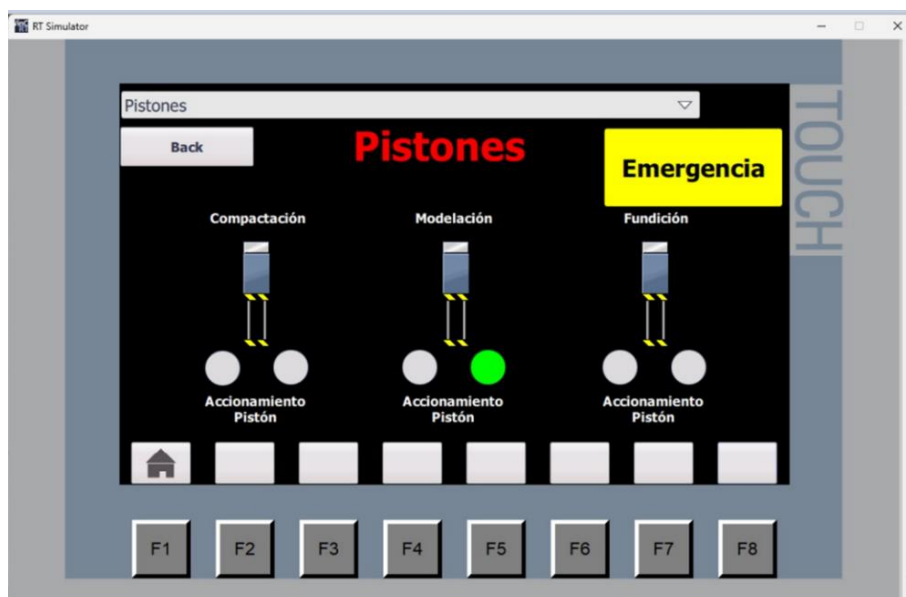 RT Simulator
Pistones
Back
Pistones
Emergencia
TOUCH
Compactación
Modelación
Fundición
Accionamiento
Pistón
Accionamiento
Pistón
Accionamiento
Pistón
F1
F2
F3
F4
F5
F6
F7
F8